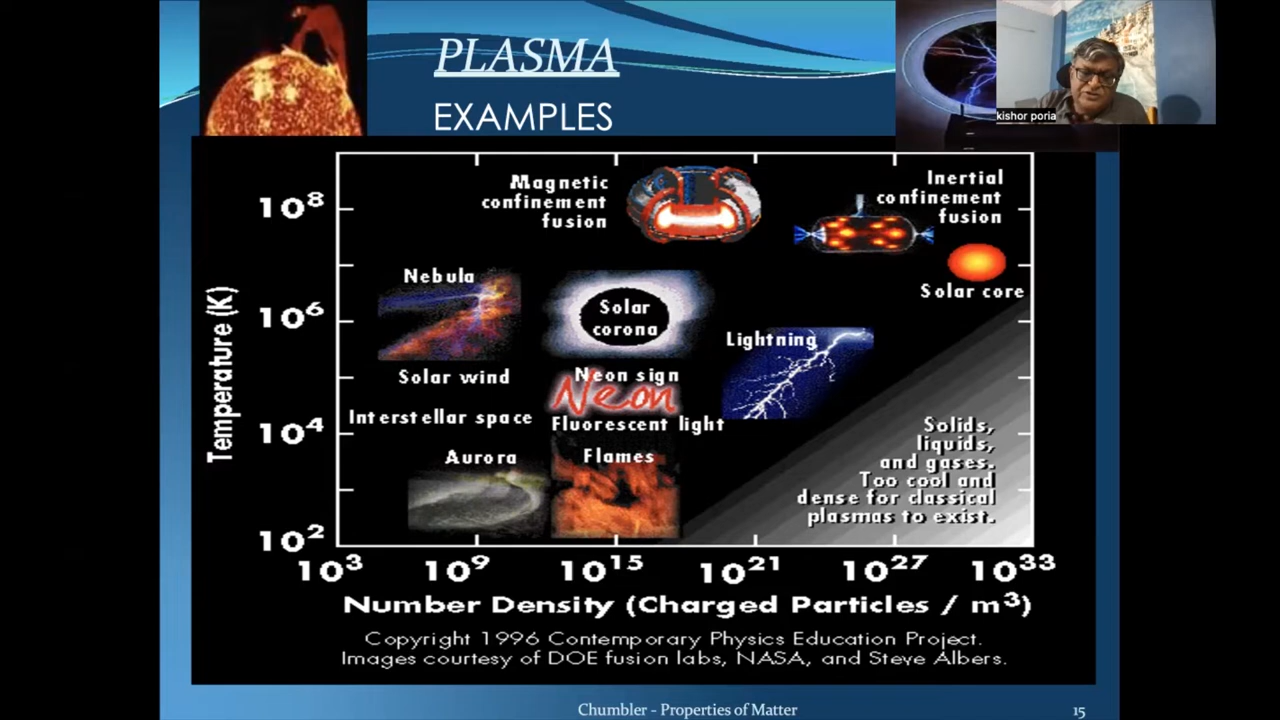 PLASMA
EXAMPLES
kishor poria
Magnetic
confinement
fusion
Inertial
confinement
fusion
Solar core
Nebula
Solar
corona
Lightning
Solar wind
Neon sign
Neon
Interstellar space
Fluorescent light
Aurora
Flames
Solids,
liquids,
and gases.
Too cool and
dense for classical
plasmas to exist.
Temperature (K)
10⁸
10⁶
10⁴
10²
10³ 10⁹ 10¹⁵ 10²¹ 10²⁷ 10³³
Number Density (Charged Particles / m³)
Copyright 1996 Contemporary Physics Education Project.
Images courtesy of DOE fusion labs, NASA, and Steve Albers.
Chumbler - Properties of Matter
15